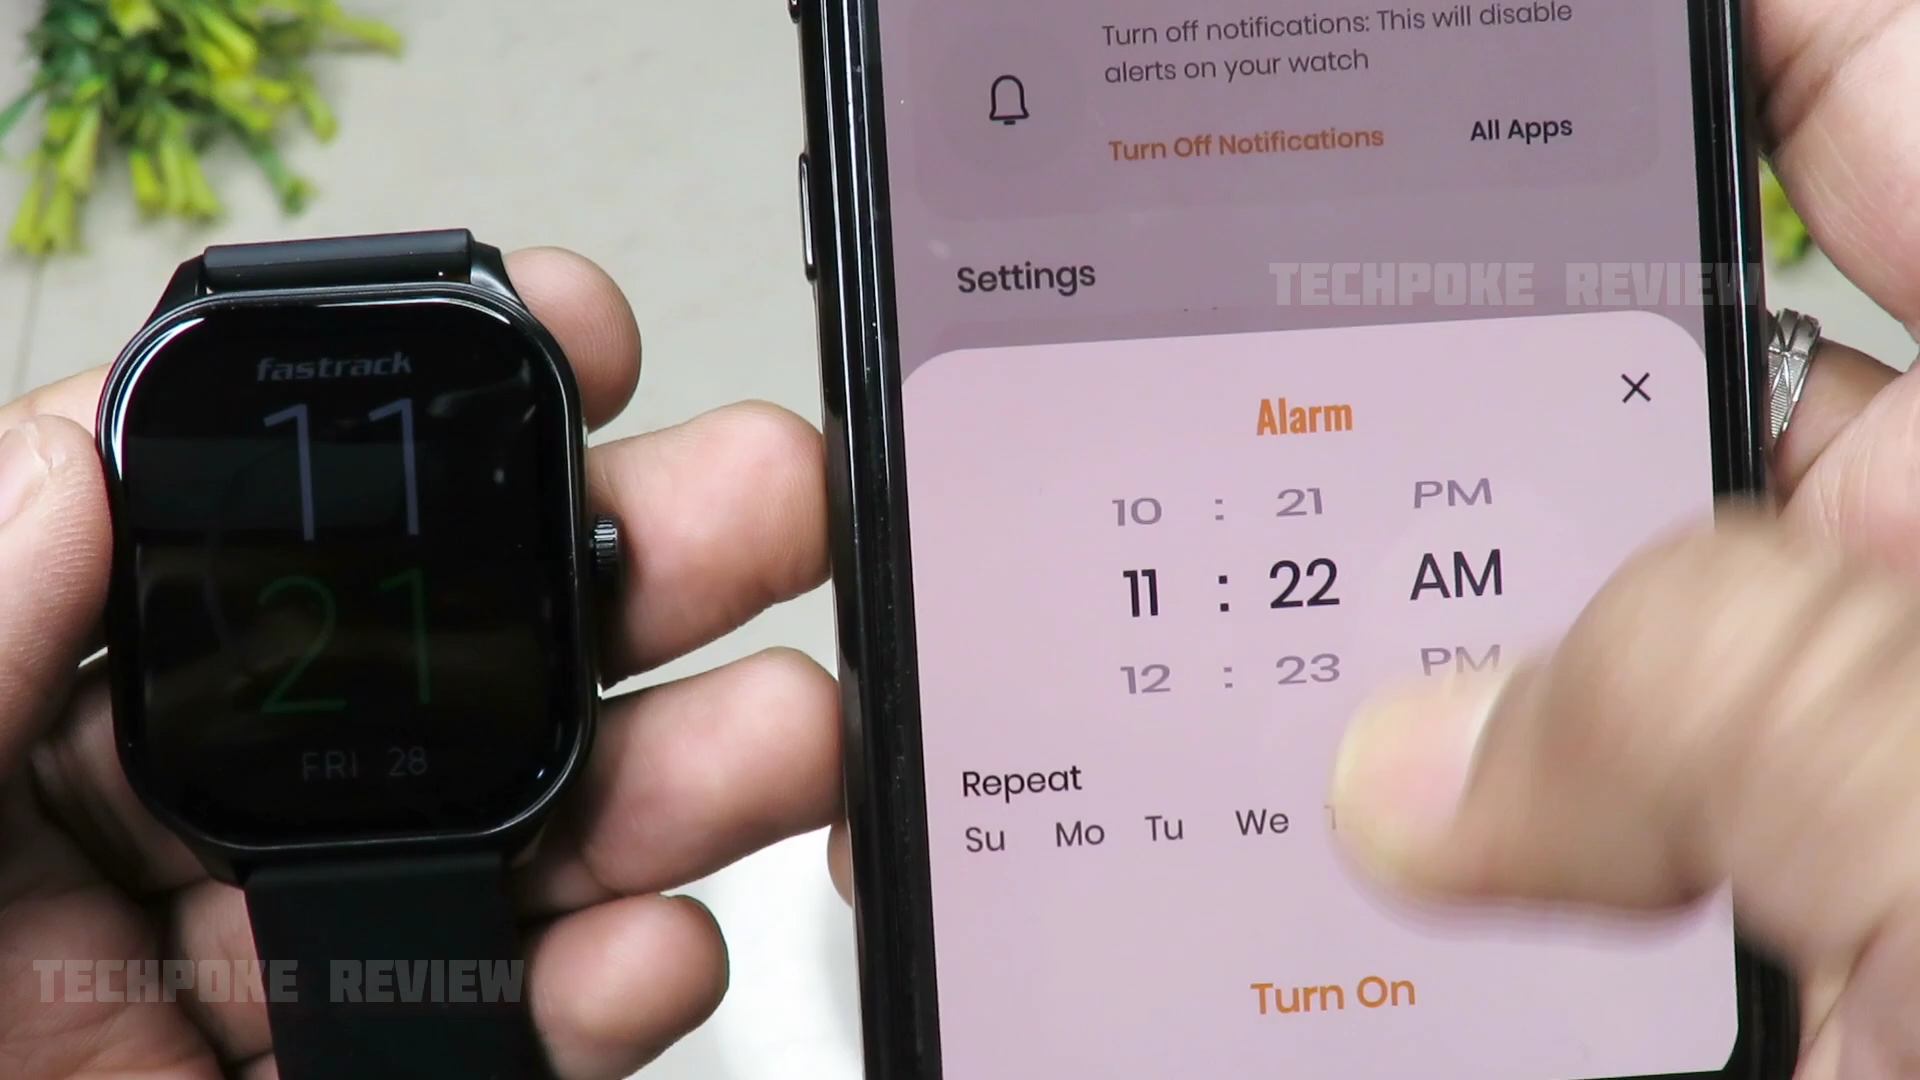 Turn off notifications: This will disable
alerts on your watch
Turn Off Notifications All Apps
Settings
TECHPOKE REVIEW
Alarm
10 : 21 PM
11 : 22 AM
12 : 23 PM
Repeat
Su Mo Tu We
Turn On
fastrack
11
21
FRI 28
TECHPOKE REVIEW